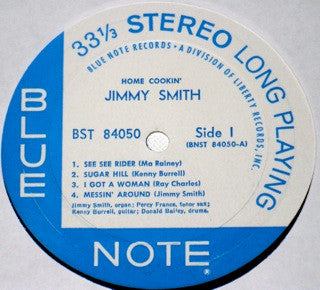 33⅓ STEREO LONG PLAYING
BLUE NOTE RECORDS • A DIVISION OF LIBERTY RECORDS, INC.
HOME COOKIN'
JIMMY SMITH
BST 84050
Side 1
(BNST 84050-A)
1. SEE SEE RIDER (Ma Rainey)
2. SUGAR HILL (Kenny Burrell)
3. I GOT A WOMAN (Ray Charles)
4. MESSIN' AROUND (Jimmy Smith)
Jimmy Smith, organ; Percy France, tenor sax;
Kenny Burrell, guitar; Donald Bailey, drums.
BLUE
NOTE ®